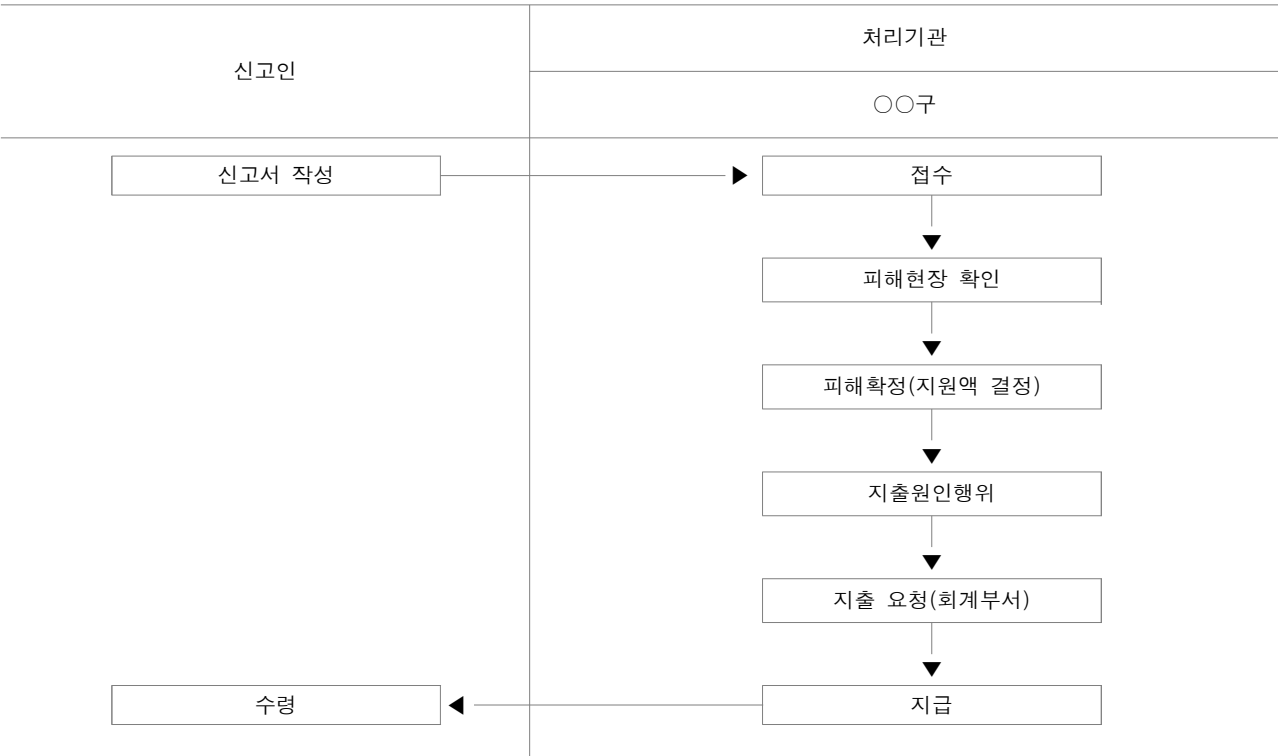 신고인
처리기관
○○구
신고서 작성
접수
피해현장 확인
피해확정(지원액 결정)
지출원인행위
지출 요청(회계부서)
지급
수령